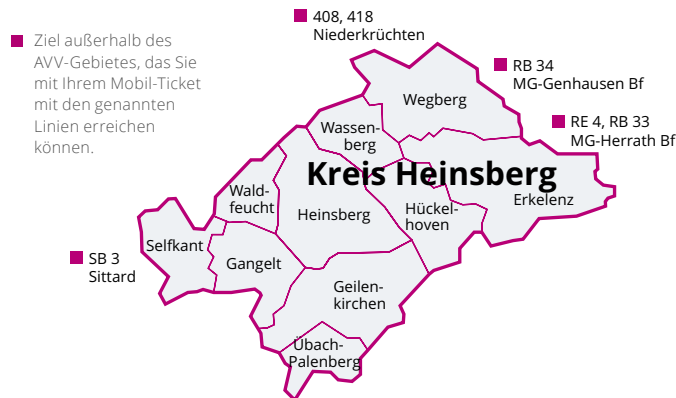 408, 418
Niederkrüchten
Ziel außerhalb des
AVV-Gebietes, das Sie
mit Ihrem Mobil-Ticket
mit den genannten
Linien erreichen
können.
RB 34
MG-Genhausen Bf
RE 4, RB 33
MG-Herrath Bf
Wegberg
Wassen-
berg
Kreis Heinsberg
Wald-
feucht
Heinsberg
Hückel-
hoven
Erkelenz
Selfkant
Gangelt
SB 3
Sittard
Geilen-
kirchen
Übach-
Palenberg